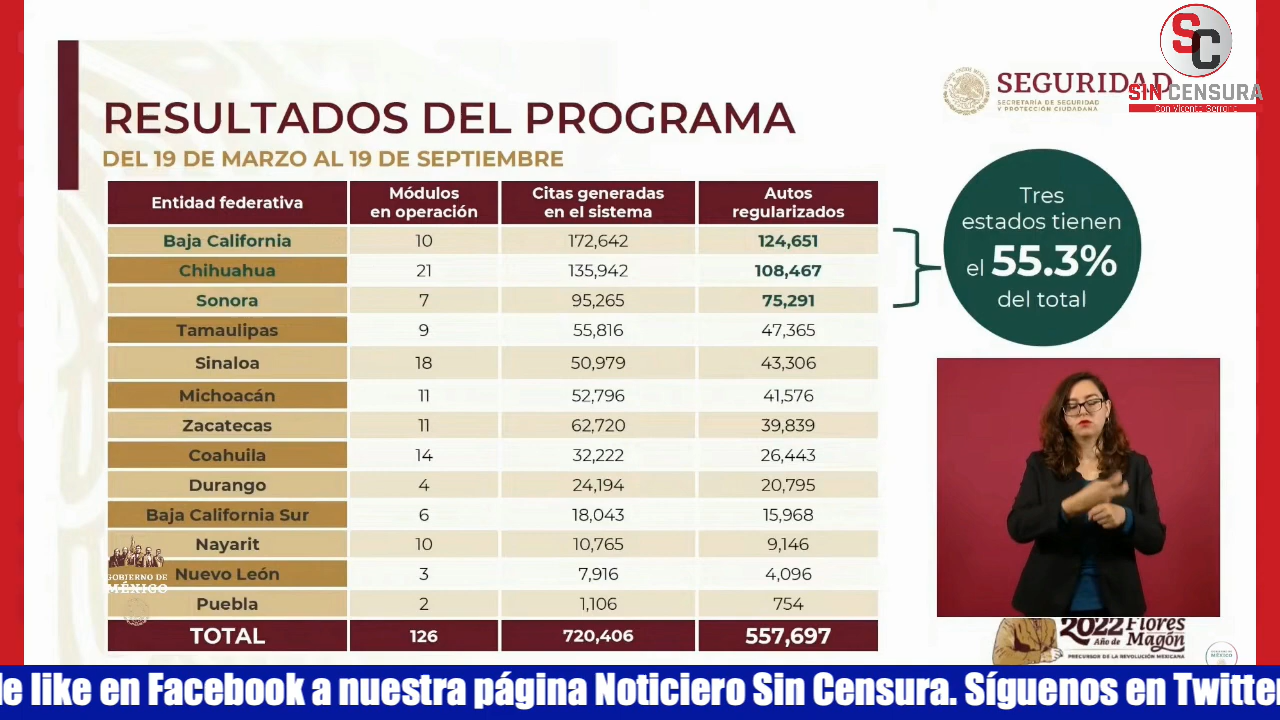 SC
SIN CENSURA
Con Vicente Serrano
SEGURIDAD
SECRETARÍA DE SEGURIDAD
Y PROTECCIÓN CIUDADANA
RESULTADOS DEL PROGRAMA
DEL 19 DE MARZO AL 19 DE SEPTIEMBRE
Entidad federativa Módulos en operación Citas generadas en el sistema Autos regularizados
Baja California 10 172,642 124,651
Chihuahua 21 135,942 108,467
Sonora 7 95,265 75,291
Tamaulipas 9 55,816 47,365
Sinaloa 18 50,979 43,306
Michoacán 11 52,796 41,576
Zacatecas 11 62,720 39,839
Coahuila 14 32,222 26,443
Durango 4 24,194 20,795
Baja California Sur 6 18,043 15,968
Nayarit 10 10,765 9,146
Nuevo León 3 7,916 4,096
Puebla 2 1,106 754
TOTAL 126 720,406 557,697
Tres
estados tienen
el 55.3%
del total
GOBIERNO DE
MÉXICO
2022 Flores
Año de Magón
PRECURSOR DE LA REVOLUCIÓN MEXICANA
MÉXICO
le like en Facebook a nuestra página Noticiero Sin Censura. Síguenos en Twitter